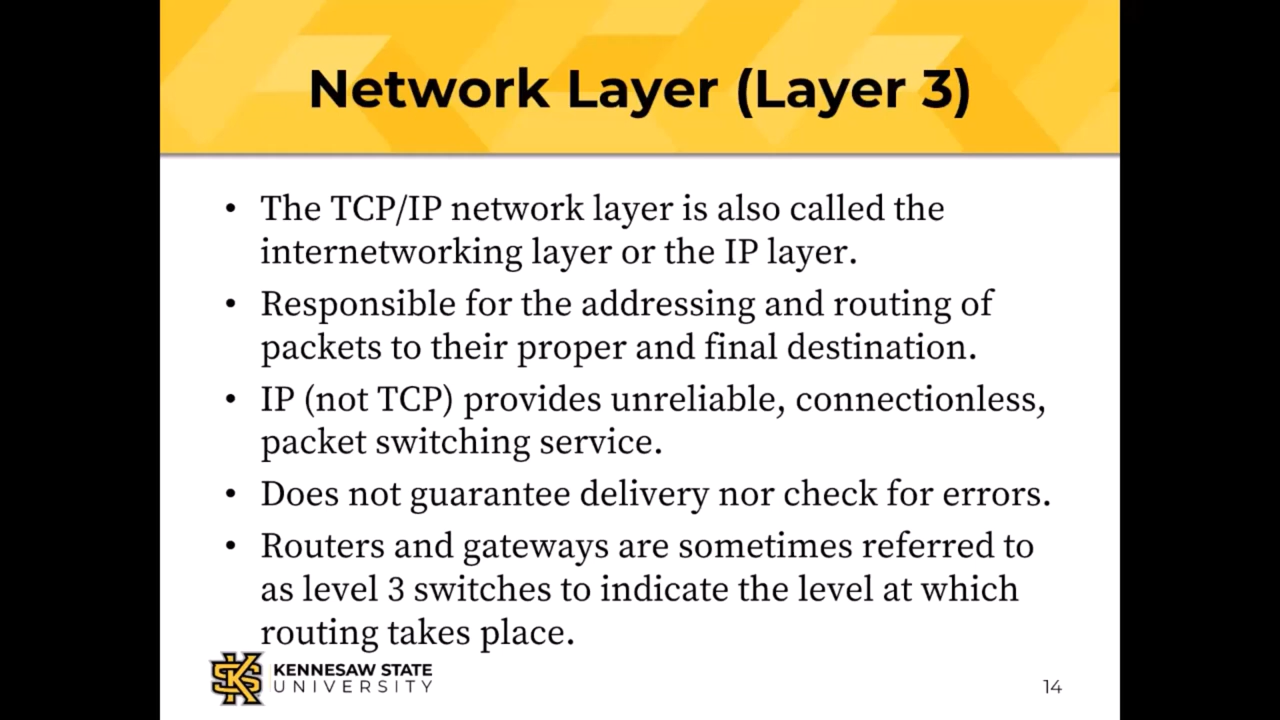 Network Layer (Layer 3)
• The TCP/IP network layer is also called the
internetworking layer or the IP layer.
• Responsible for the addressing and routing of
packets to their proper and final destination.
• IP (not TCP) provides unreliable, connectionless,
packet switching service.
• Does not guarantee delivery nor check for errors.
• Routers and gateways are sometimes referred to
as level 3 switches to indicate the level at which
routing takes place.
KENNESAW STATE
UNIVERSITY
14